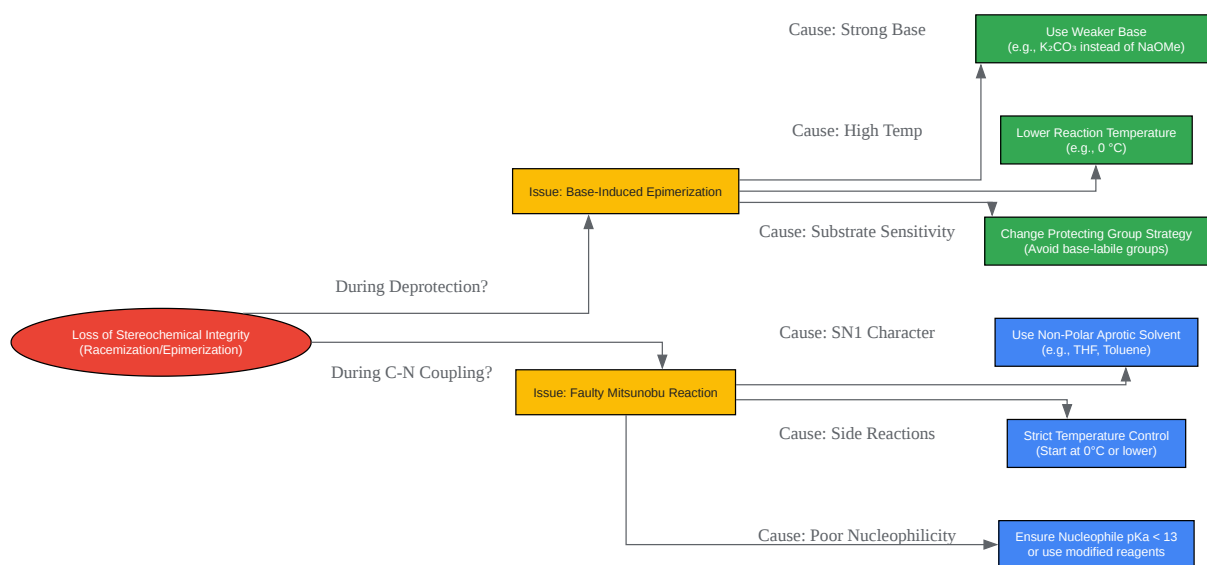 Cause: Strong Base
Use Weaker Base
(e.g., K₂CO₃ instead of NaOMe)
Cause: High Temp
Lower Reaction Temperature
(e.g., 0 °C)
Issue: Base-Induced Epimerization
Cause: Substrate Sensitivity
Change Protecting Group Strategy
(Avoid base-labile groups)
During Deprotection?
Loss of Stereochemical Integrity
(Racemization/Epimerization)
During C-N Coupling?
Cause: SN1 Character
Use Non-Polar Aprotic Solvent
(e.g., THF, Toluene)
Issue: Faulty Mitsunobu Reaction
Cause: Side Reactions
Strict Temperature Control
(Start at 0°C or lower)
Cause: Poor Nucleophilicity
Ensure Nucleophile pKa < 13
or use modified reagents